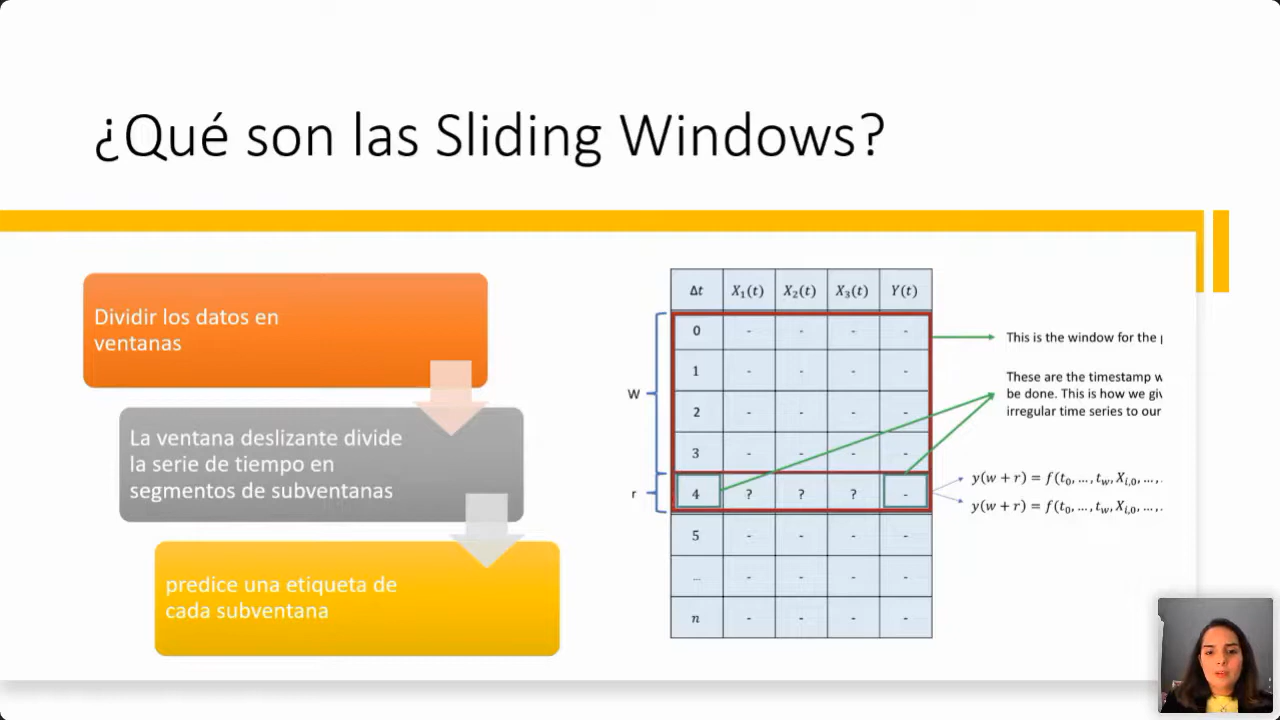 ¿Qué son las Sliding Windows?
Dividir los datos en
ventanas
La ventana deslizante divide
la serie de tiempo en
segmentos de subventanas
predice una etiqueta de
cada subventana
Δt X₁(t) X₂(t) X₃(t) Y(t)
0 - - - -
1 - - - -
2 - - - -
3 - - - -
4 ? ? ? -
5 - - - -
... - - - -
n - - - -
W
r
This is the window for the
These are the timestamp w
be done. This is how we giv
irregular time series to our
y(w + r) = f(t₀, …, t_w, X_{i,0}, …,
y(w + r) = f(t₀, …, t_w, X_{i,0}, …,